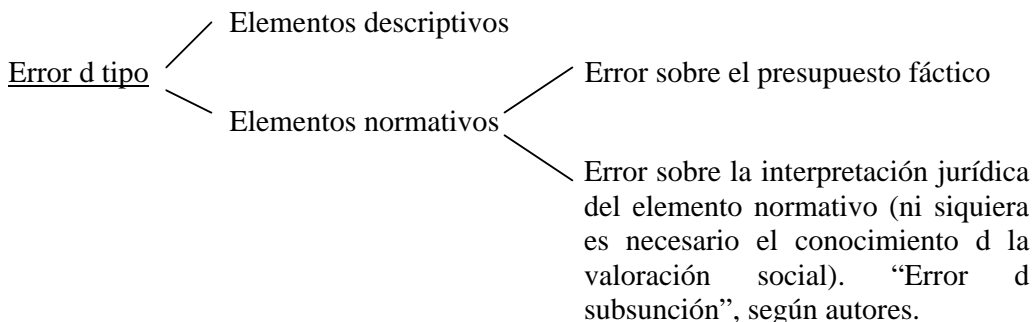 Elementos descriptivos
Error d tipo
Error sobre el presupuesto fáctico
Elementos normativos
Error sobre la interpretación jurídica
del elemento normativo (ni siquiera
es necesario el conocimiento d la
valoración social). “Error d
subsunción”, según autores.